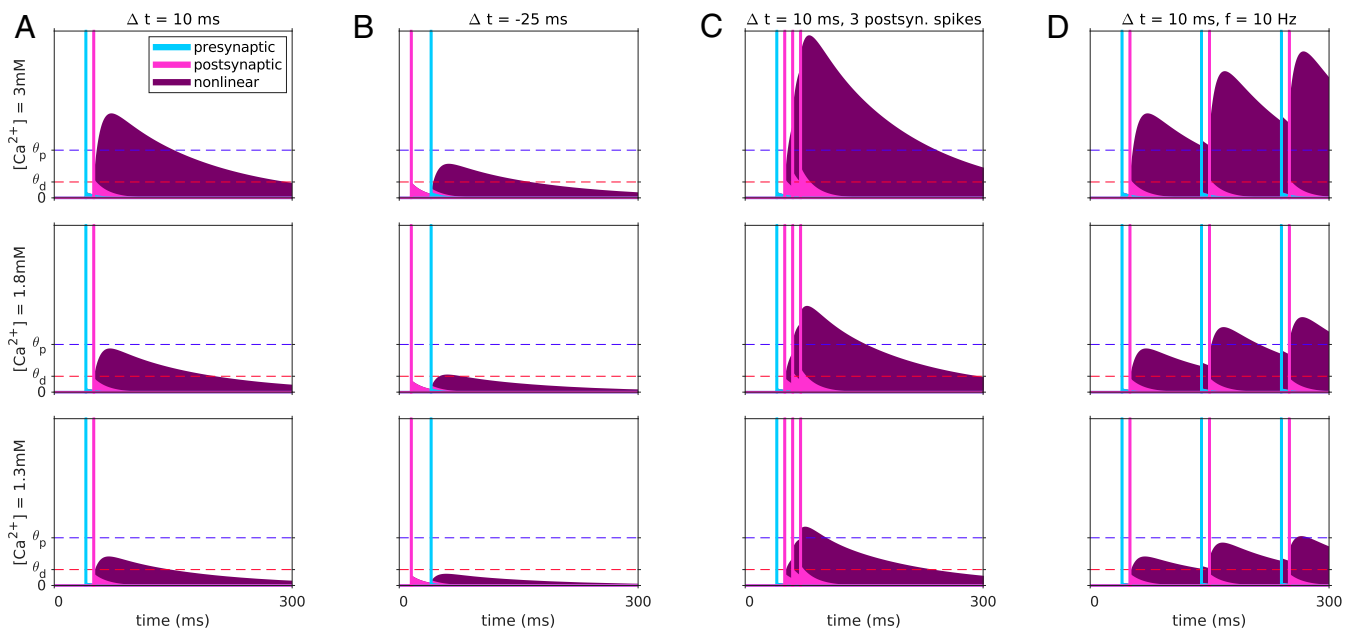 A
Δ t = 10 ms
B
Δ t = -25 ms
C
Δ t = 10 ms, 3 postsyn. spikes
D
Δ t = 10 ms, f = 10 Hz
presynaptic
postsynaptic
nonlinear
[Ca²⁺] = 3mM
θp
θd
0
[Ca²⁺] = 1.8mM
θp
θd
0
[Ca²⁺] = 1.3mM
θp
θd
0
0 300
0 300
0 300
0 300
time (ms)
time (ms)
time (ms)
time (ms)